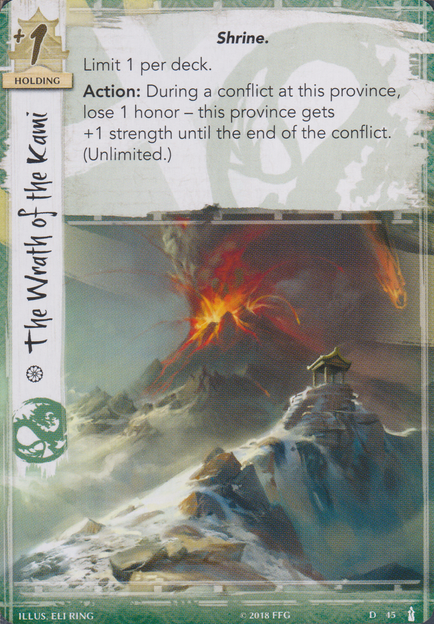 +1
HOLDING
Shrine.
Limit 1 per deck.
Action: During a conflict at this province,
lose 1 honor – this province gets
+1 strength until the end of the conflict.
(Unlimited.)
The Wrath of the Kami
ILLUS. ELI RING
© 2018 FFG
D 45